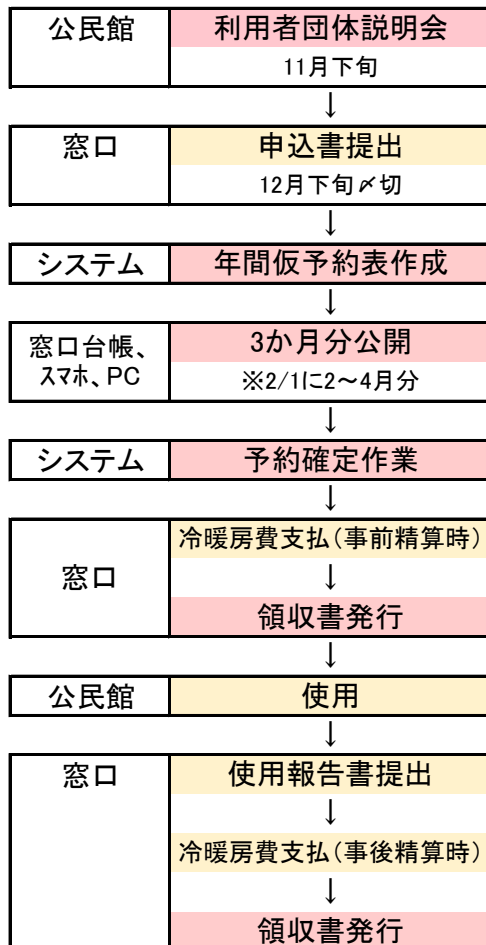 公民館 利用者団体説明会
11月下旬
↓
窓口 申込書提出
12月下旬〆切
↓
システム 年間仮予約表作成
↓
窓口台帳、
スマホ、PC
3か月分公開
※2/1に2～4月分
↓
システム 予約確定作業
↓
窓口
冷暖房費支払（事前精算時）
↓
領収書発行
↓
公民館 使用
↓
窓口 使用報告書提出
↓
冷暖房費支払（事後精算時）
↓
領収書発行